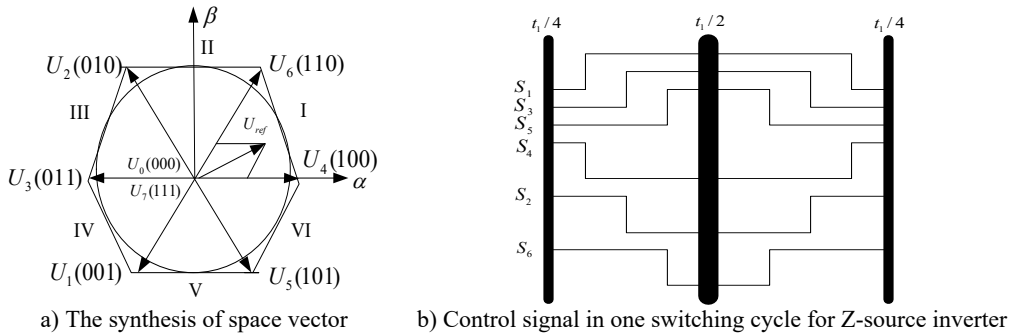 β
II
U₂(010)
U₆(110)
III
I
U_ref
U₀(000)
U₄(100)
U₃(011)
U₇(111)
α
IV
VI
U₁(001)
U₅(101)
V
a) The synthesis of space vector
t₁/4
t₁/2
t₁/4
S₁
S₃
S₅
S₄
S₂
S₆
b) Control signal in one switching cycle for Z-source inverter